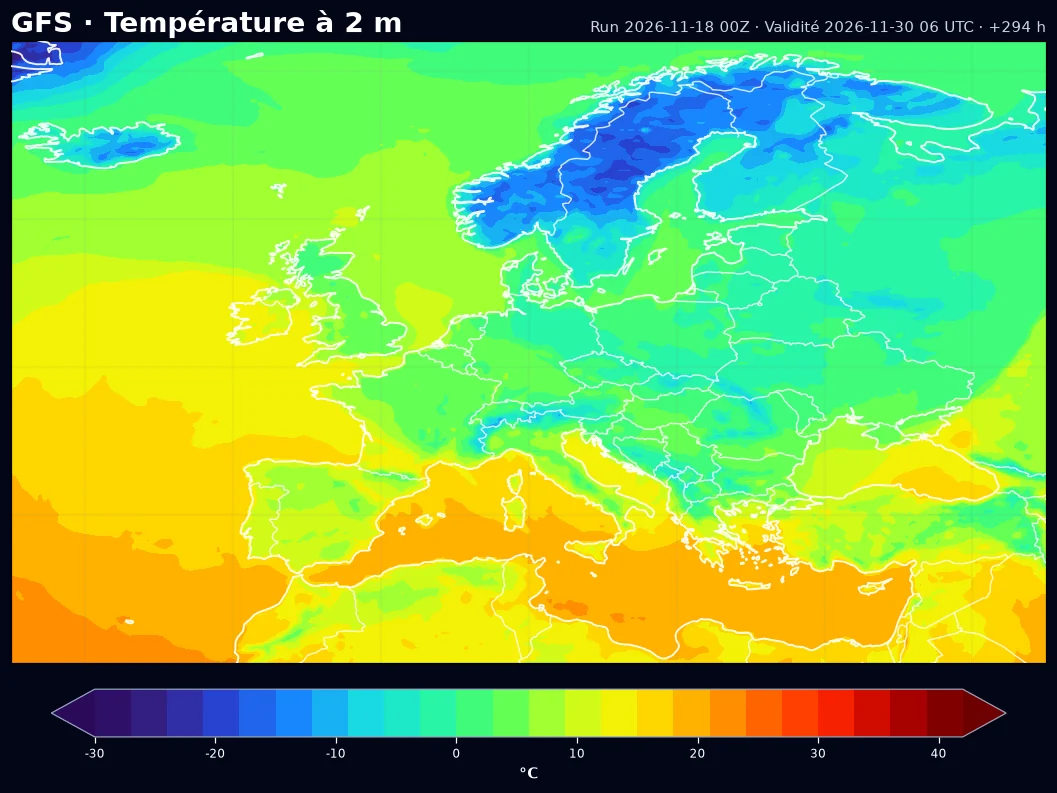 GFS · Température à 2 m
Run 2026-11-18 00Z · Validité 2026-11-30 06 UTC · +294 h
-30 -20 -10 0 10 20 30 40
°C